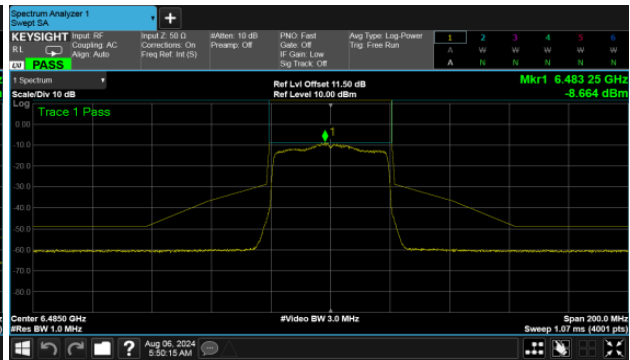 Spectrum Analyzer 1
Swept SA
KEYSIGHT
RL
PASS
Input: RF
Coupling: AC
Align: Auto
Input Z: 50 Ω
Corrections: On
Freq Ref: Int (S)
#Atten: 10 dB
Preamp: Off
PNO: Fast
Gate: Off
IF Gain: Low
Sig Track: Off
Avg Type: Log-Power
Trig: Free Run
1 2 3 4 5 6
A W W W W W
A N N N N N
1 Spectrum
Scale/Div 10 dB
Ref Lvl Offset 11.50 dB
Ref Level 10.00 dBm
Mkr1 6.483 25 GHz
-8.664 dBm
Log
Trace 1 Pass
1
0.00
-10.0
-20.0
-30.0
-40.0
-50.0
-60.0
-70.0
-80.0
Center 6.4850 GHz
#Res BW 1.0 MHz
#Video BW 3.0 MHz
Span 200.0 MHz
Sweep 1.07 ms (4001 pts)
?
Aug 06, 2024
5:50:15 AM